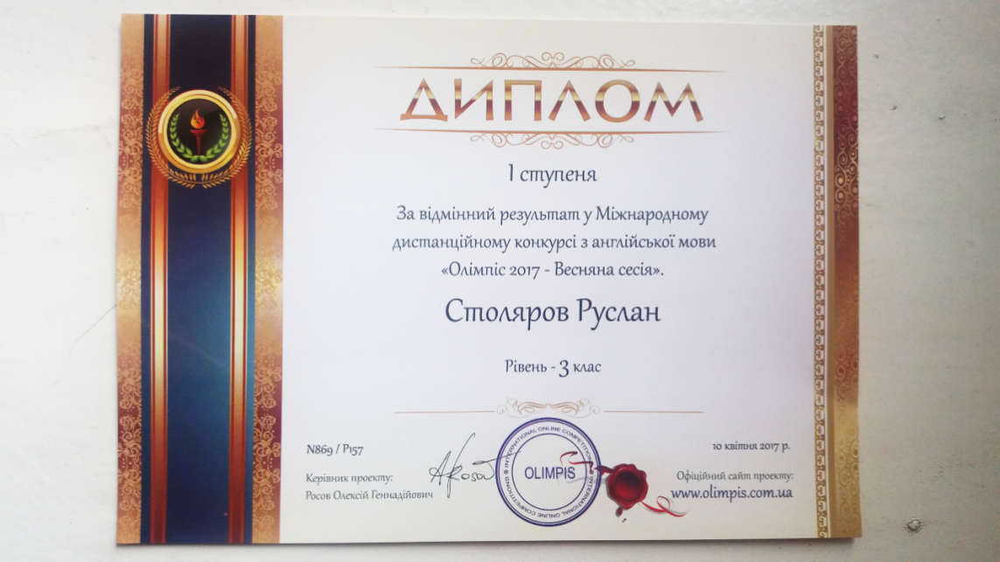 ДИПЛОМ
І ступеня
За відмінний результат у Міжнародному
дистанційному конкурсі з англійської мови
«Олімпіс 2017 - Весняна сесія».
Столяров Руслан
Рівень - 3 клас
N869 / P157
10 квітня 2017 р.
Керівник проекту:
Росов Олексій Геннадійович
INTERNATIONAL ONLINE COMPETITIONS
OLIMPIS
INTERNATIONAL ONLINE COMPETITIONS
Офіційний сайт проекту:
www.olimpis.com.ua